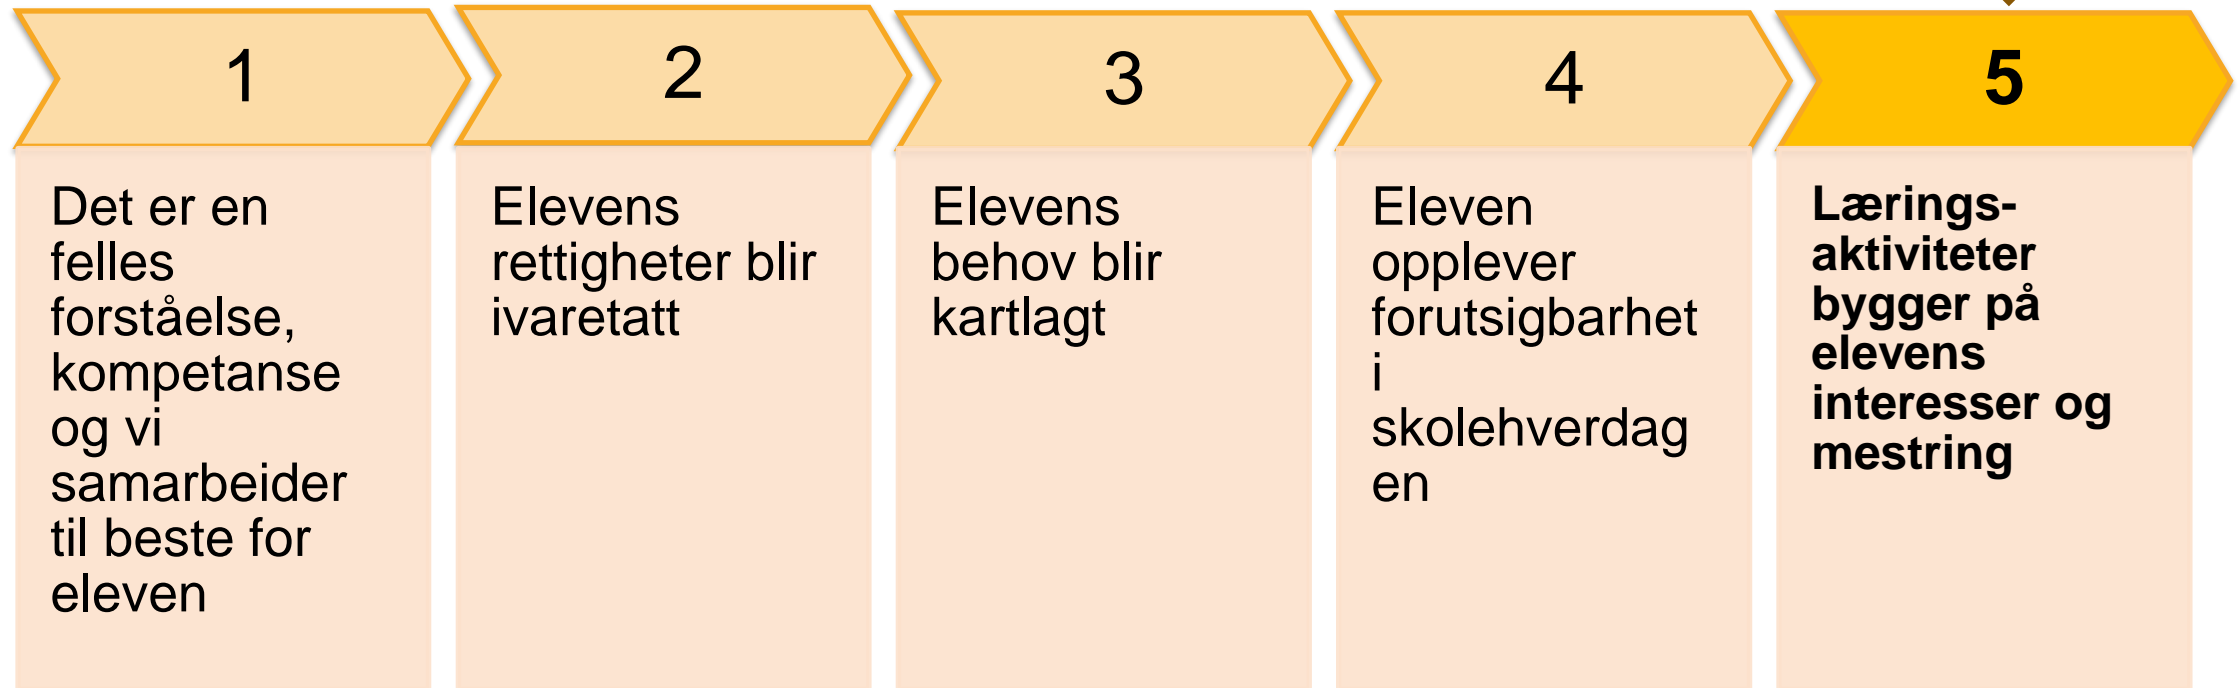 1
Det er en
felles
forståelse,
kompetanse
og vi
samarbeider
til beste for
eleven
2
Elevens
rettigheter blir
ivaretatt
3
Elevens
behov blir
kartlagt
4
Eleven
opplever
forutsigbarhet
i
skolehverdag
en
5
Lærings-
aktiviteter
bygger på
elevens
interesser og
mestring